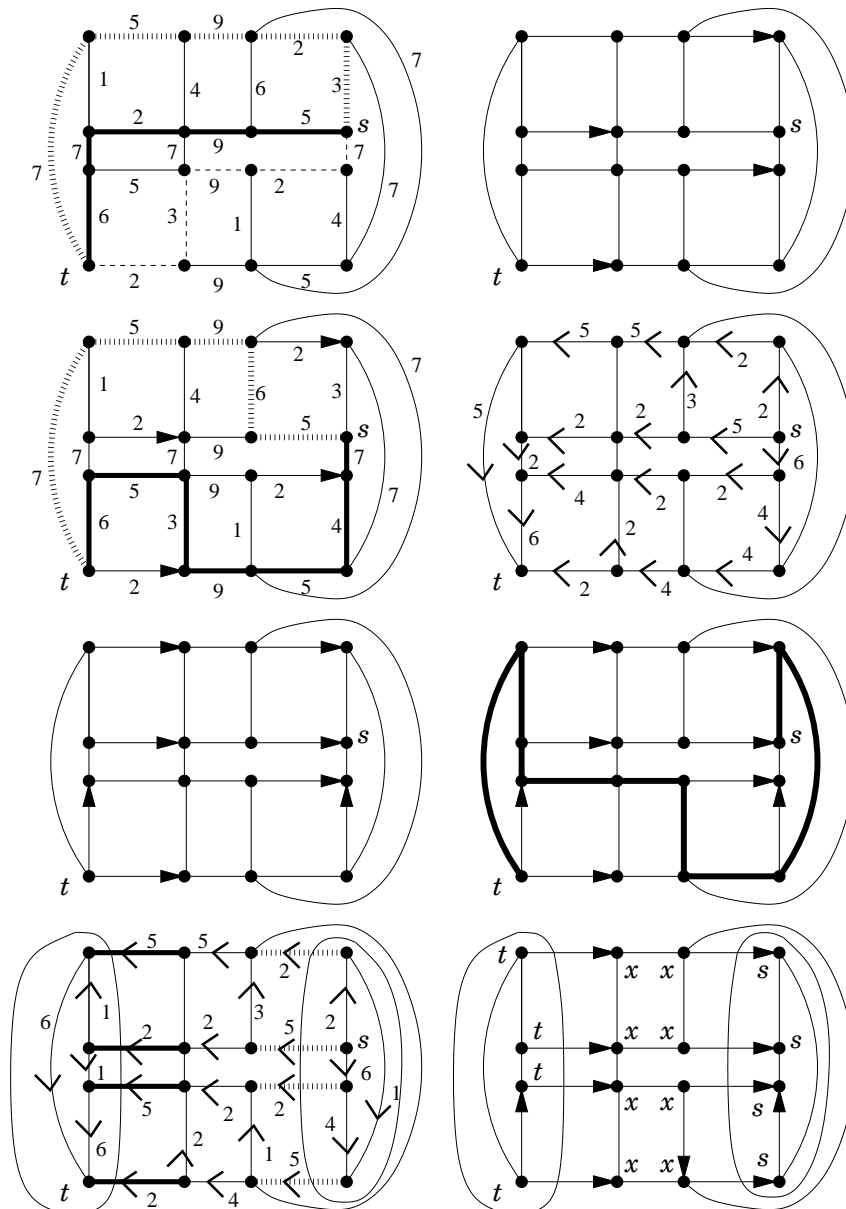 5 9 2
7
1 4 6 3
2 5 s
7 7 9 7 s
7 5 9 2 7
6 3 1 4
t 2 9 5 t
5 9 2
7
1 4 6 3 5 5 2
5 3 2
2 5 s 2 2 5 s
7 7 9 7 2 6
7 5 9 2 7 4 2 2
6 3 1 4 6 2 4
t 2 9 5 t 2 4 4
s s
t t
5 5 2 t x x s
6 1 3 2
2 2 5 s t x x s
1 6 t
5 2 2 1 x x s
6 2 1 4
t 2 4 5 t x x s